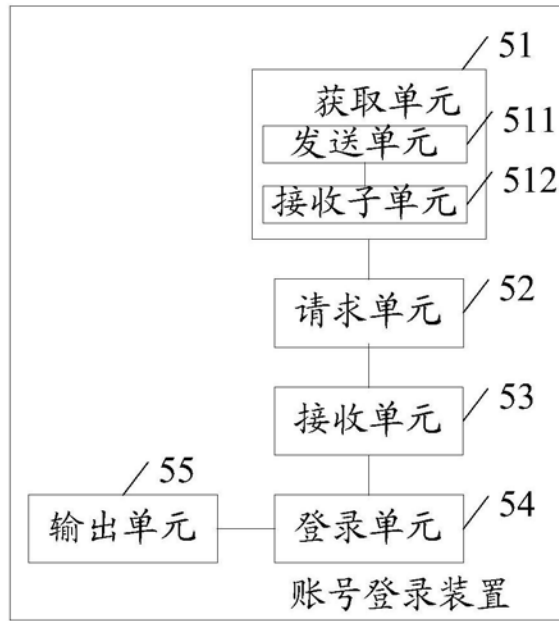 51
获取单元
发送单元
511
接收子单元
512
请求单元
52
接收单元
53
55
输出单元
登录单元
54
账号登录装置